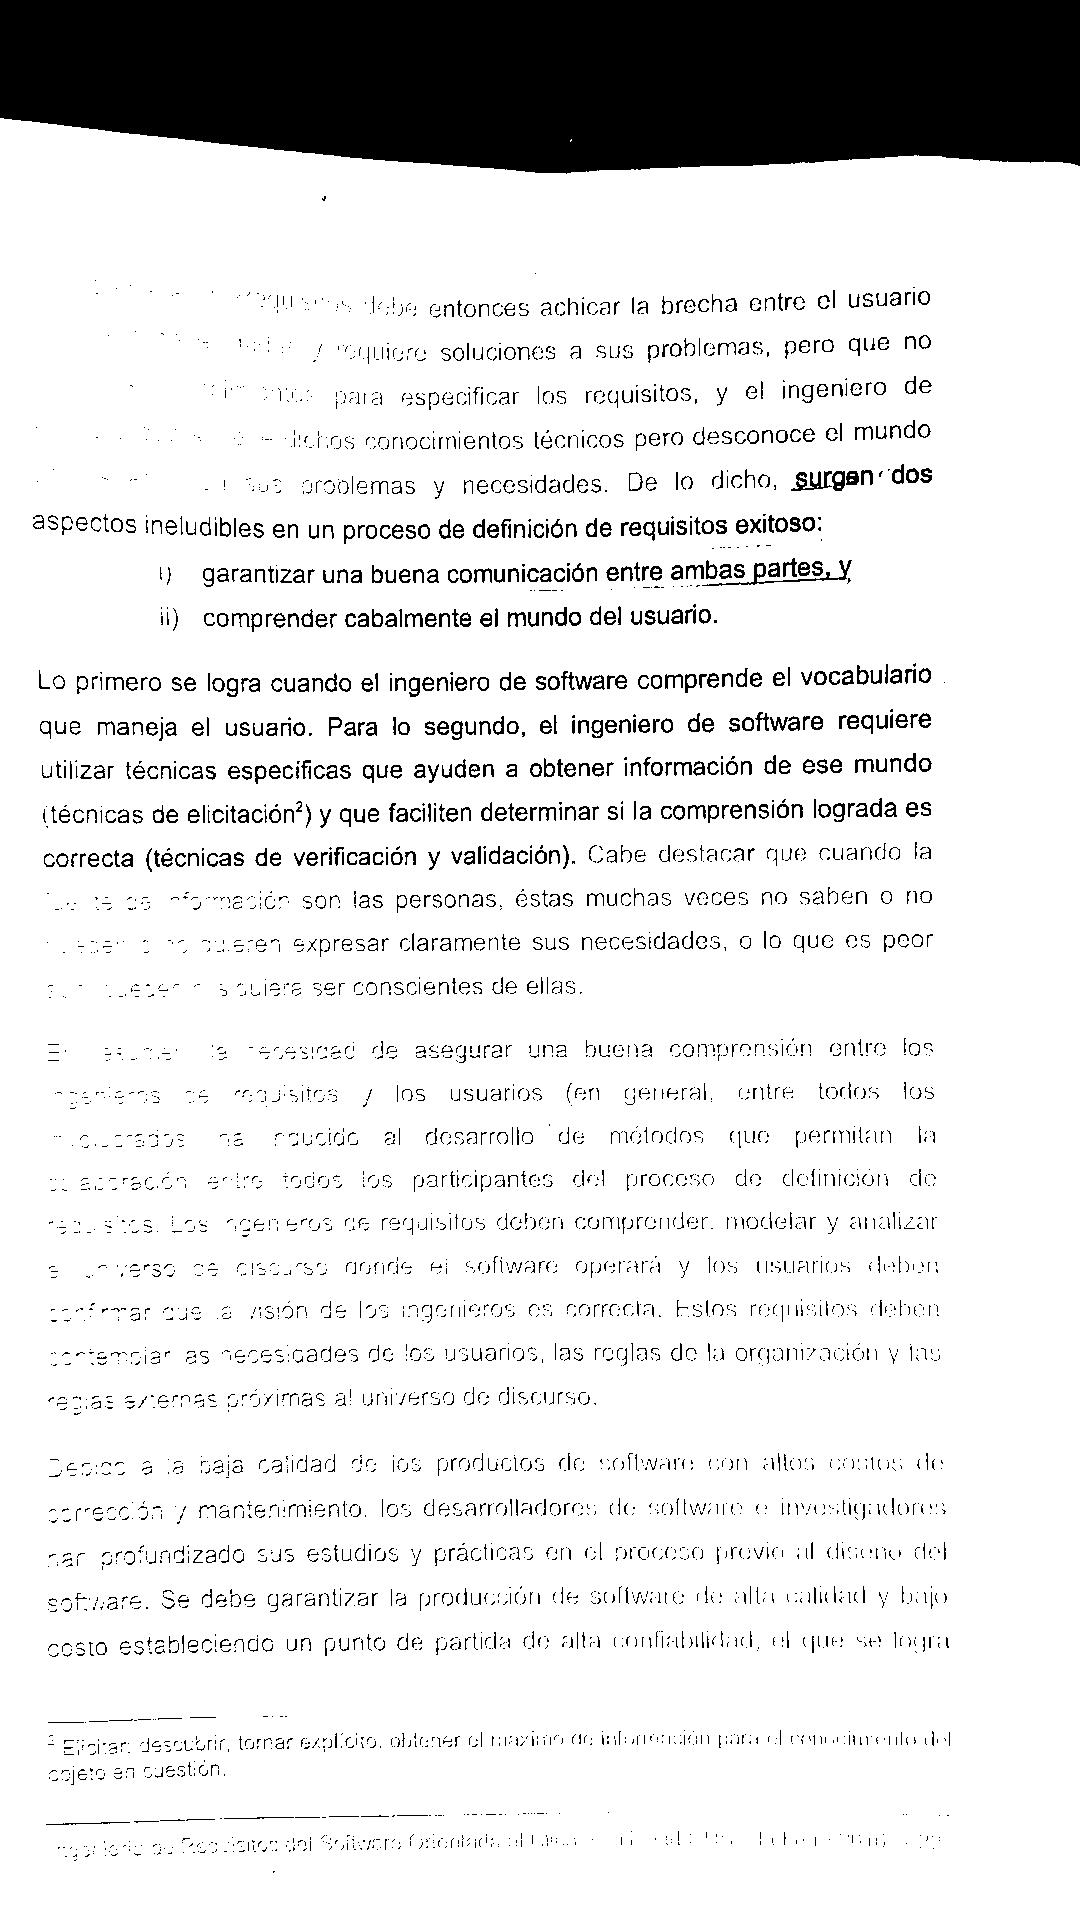 debe entonces achicar la brecha entre el usuario
y requiere soluciones a sus problemas, pero que no
para especificar los requisitos, y el ingeniero de
dichos conocimientos técnicos pero desconoce el mundo
sus problemas y necesidades. De lo dicho, surgen dos
aspectos ineludibles en un proceso de definición de requisitos exitoso:
i) garantizar una buena comunicación entre ambas partes, y
ii) comprender cabalmente el mundo del usuario.
Lo primero se logra cuando el ingeniero de software comprende el vocabulario
que maneja el usuario. Para lo segundo, el ingeniero de software requiere
utilizar técnicas específicas que ayuden a obtener información de ese mundo
(técnicas de elicitación²) y que faciliten determinar si la comprensión lograda es
correcta (técnicas de verificación y validación). Cabe destacar que cuando la
de información son las personas, éstas muchas veces no saben o no
pueden o no quieren expresar claramente sus necesidades, o lo que es peor
aún pueden ni siquiera ser conscientes de ellas.
En resumen, la necesidad de asegurar una buena comprensión entre los
ingenieros de requisitos y los usuarios (en general, entre todos los
involucrados) ha inducido al desarrollo de métodos que permitan la
colaboración entre todos los participantes del proceso de definición de
requisitos. Los ingenieros de requisitos deben comprender, modelar y analizar
el universo de discurso donde el software operará y los usuarios deben
confirmar que la visión de los ingenieros es correcta. Estos requisitos deben
contemplar las necesidades de los usuarios, las reglas de la organización y las
reglas externas próximas al universo de discurso.
Debido a la baja calidad de los productos de software con altos costos de
corrección y mantenimiento, los desarrolladores de software e investigadores
han profundizado sus estudios y prácticas en el proceso previo al diseño del
software. Se debe garantizar la producción de software de alta calidad y bajo
costo estableciendo un punto de partida de alta confiabilidad, el que se logra
² Elicitar: descubrir, tornar explícito, obtener el máximo de información para el conocimiento del
objeto en cuestión.
Ingeniería de Requisitos del Software Orientada al